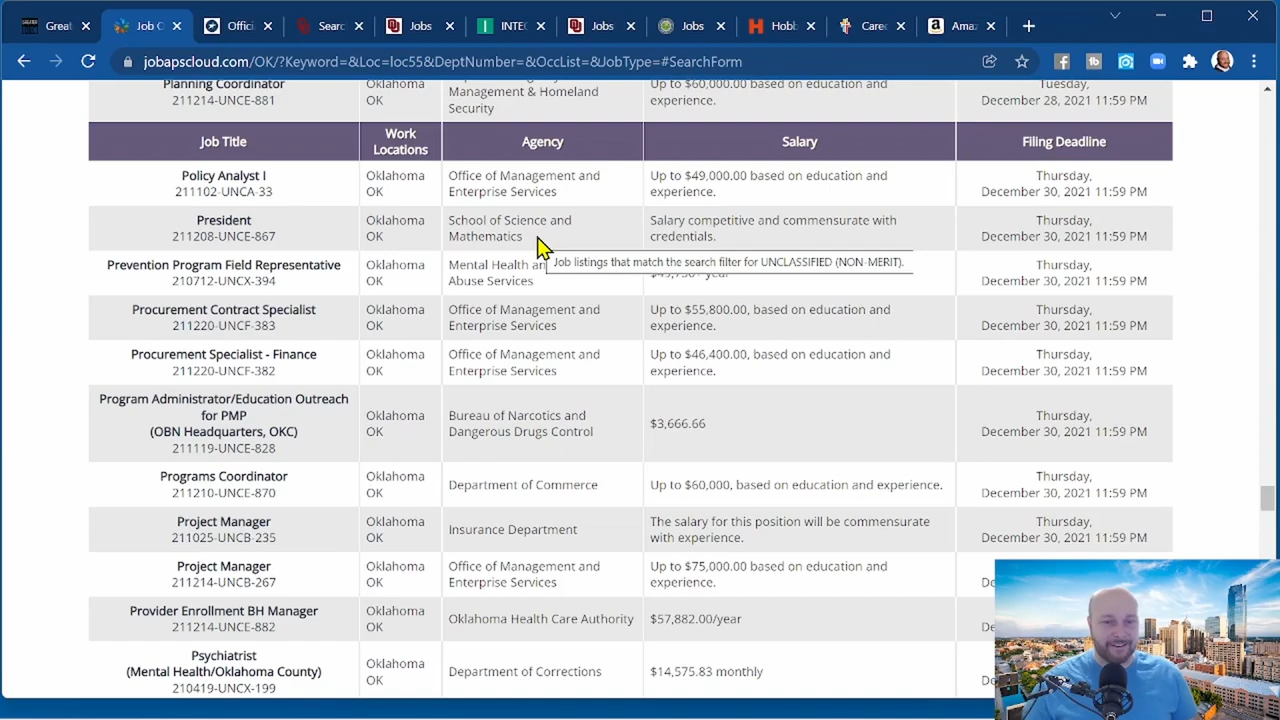 Great
Job O
Offici
Searc
Jobs
INTEG
Jobs
Jobs
Hobb
Caree
Amaz
jobapscloud.com/OK/?Keyword=&Loc=loc55&DeptNumber=&OccList=&JobType=#SearchForm
Planning Coordinator
211214-UNCE-881
Management & Homeland
Security
Up to $60,000.00 based on education and
experience.
Tuesday,
December 28, 2021 11:59 PM
Job Title
Work
Locations
Agency
Salary
Filing Deadline
Policy Analyst I
211102-UNCA-33
Oklahoma
OK
Office of Management and
Enterprise Services
Up to $49,000.00 based on education and
experience.
Thursday,
December 30, 2021 11:59 PM
President
211208-UNCE-867
Oklahoma
OK
School of Science and
Mathematics
Salary competitive and commensurate with
credentials.
Thursday,
December 30, 2021 11:59 PM
Job listings that match the search filter for UNCLASSIFIED (NON-MERIT).
Prevention Program Field Representative
210712-UNCX-394
Oklahoma
OK
Mental Health an
Abuse Services
Thursday,
December 30, 2021 11:59 PM
Procurement Contract Specialist
211220-UNCF-383
Oklahoma
OK
Office of Management and
Enterprise Services
Up to $55,800.00, based on education and
experience.
Thursday,
December 30, 2021 11:59 PM
Procurement Specialist - Finance
211220-UNCF-382
Oklahoma
OK
Office of Management and
Enterprise Services
Up to $46,400.00, based on education and
experience.
Thursday,
December 30, 2021 11:59 PM
Program Administrator/Education Outreach
for PMP
(OBN Headquarters, OKC)
211119-UNCE-828
Oklahoma
OK
Bureau of Narcotics and
Dangerous Drugs Control
$3,666.66
Thursday,
December 30, 2021 11:59 PM
Programs Coordinator
211210-UNCE-870
Oklahoma
OK
Department of Commerce
Up to $60,000, based on education and experience.
Thursday,
December 30, 2021 11:59 PM
Project Manager
211025-UNCB-235
Oklahoma
OK
Insurance Department
The salary for this position will be commensurate
with experience.
Thursday,
December 30, 2021 11:59 PM
Project Manager
211214-UNCB-267
Oklahoma
OK
Office of Management and
Enterprise Services
Up to $75,000.00 based on education and
experience.
De
Provider Enrollment BH Manager
211214-UNCE-882
Oklahoma
OK
Oklahoma Health Care Authority
$57,882.00/year
De
Psychiatrist
(Mental Health/Oklahoma County)
210419-UNCX-199
Oklahoma
OK
Department of Corrections
$14,575.83 monthly
De